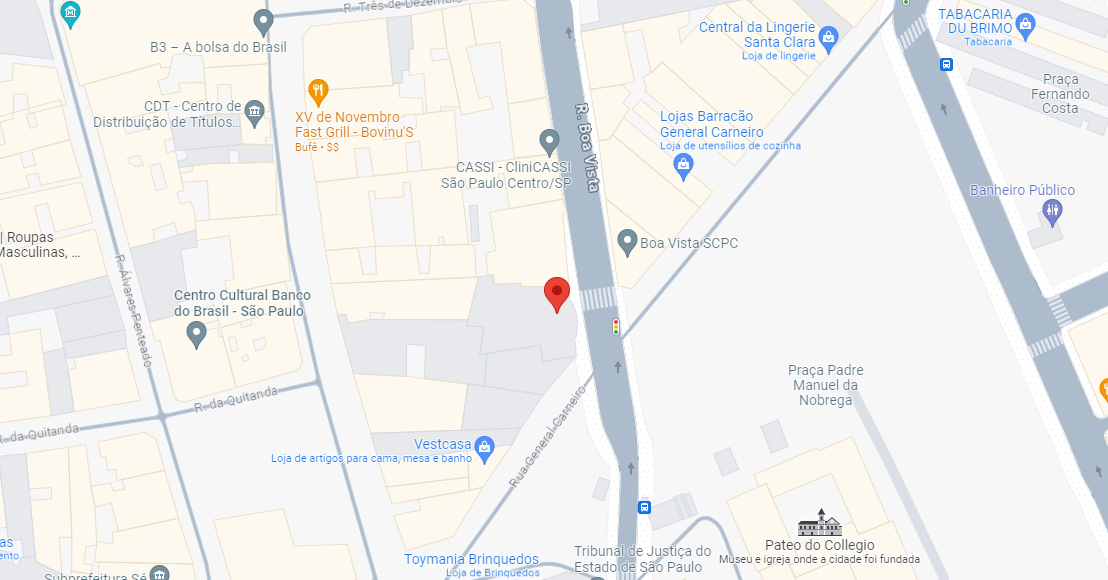 R. Três de Dezembro
B3 – A bolsa do Brasil
CDT - Centro de
Distribuição de Títulos...
XV de Novembro
Fast Grill - Bovinu'S
Bufê • $$
CASSI - CliniCASSI
São Paulo Centro/SP
R. Boa Vista
Central da Lingerie
Santa Clara
Loja de lingerie
TABACARIA
DU BRIMO
Tabacaria
Praça
Fernando
Costa
Lojas Barracão
General Carneiro
Loja de utensílios de cozinha
Banheiro Público
Boa Vista SCPC
| Roupas
Masculinas, ...
R. Álvares Penteado
Centro Cultural Banco
do Brasil - São Paulo
R. da Quitanda
R. da Quitanda
Praça Padre
Manuel da
Nobrega
Rua General Carneiro
Vestcasa
Loja de artigos para cama, mesa e banho
Pateo do Collegio
Museu e igreja onde a cidade foi fundada
Tribunal de Justiça do
Estado de São Paulo
Toymania Brinquedos
Loja de Brinquedos
Subprefeitura Sé